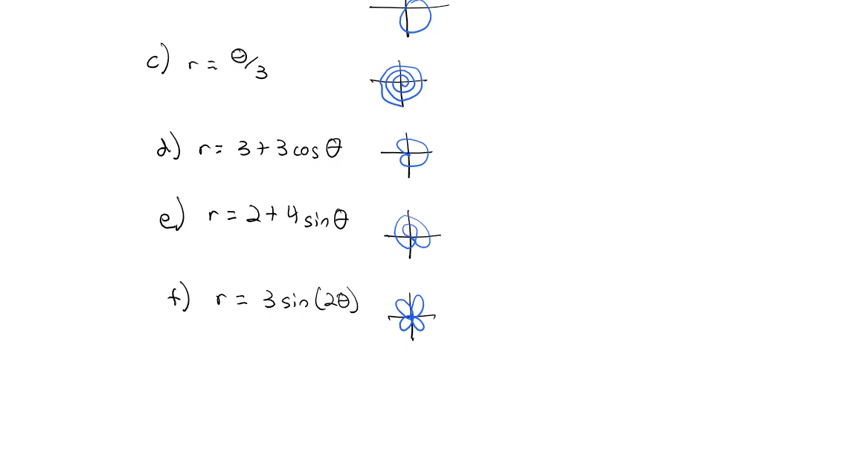 c) r = θ/3
d) r = 3 + 3 cos θ
e) r = 2 + 4 sin θ
f) r = 3 sin (2θ)